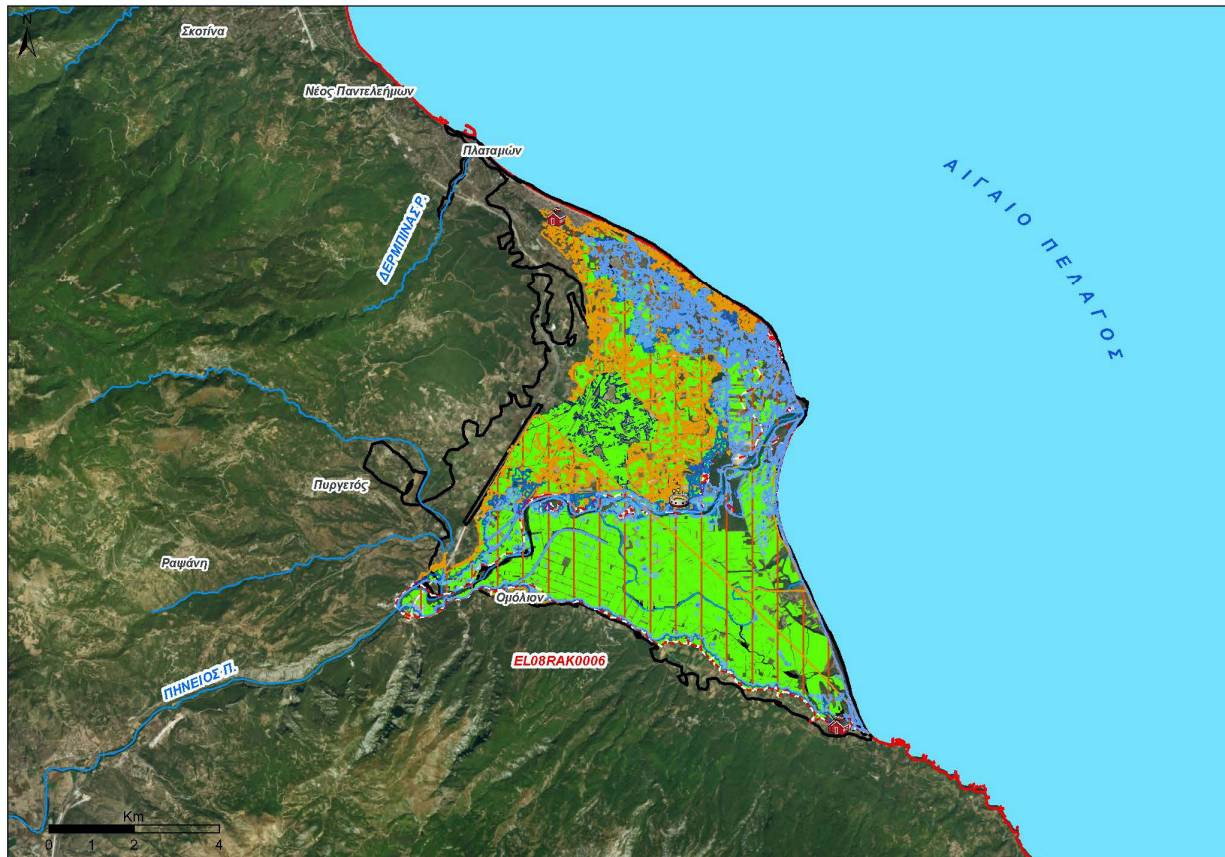 N
Σκοτίνα
Νέος Παντελεήμων
Πλαταμών
ΑΙΓΑΙΟ ΠΕΛΑΓΟΣ
ΔΕΡΜΠΙΝΑΣ Ρ.
Πυργετός
Ραψάνη
Ομόλιον
EL08RAK0006
ΠΗΝΕΙΟΣ Π.
Km
0 1 2 4